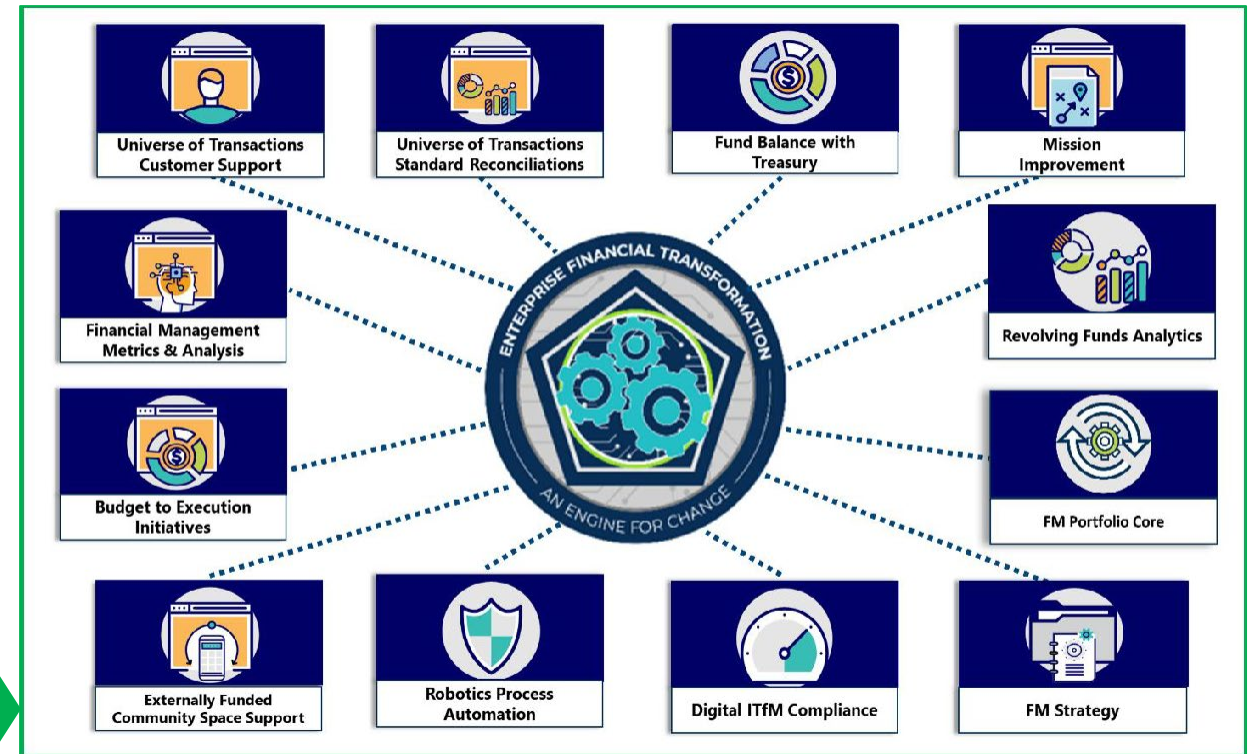 Universe of Transactions
Customer Support
Universe of Transactions
Standard Reconciliations
Fund Balance with
Treasury
Mission
Improvement
Financial Management
Metrics & Analysis
ENTERPRISE FINANCIAL TRANSFORMATION
AN ENGINE FOR CHANGE
Revolving Funds Analytics
Budget to Execution
Initiatives
FM Portfolio Core
Externally Funded
Community Space Support
Robotics Process
Automation
Digital ITfM Compliance
FM Strategy